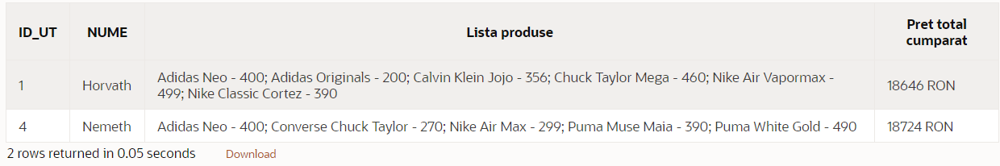 ID_UT NUME Lista produse Pret total
cumparat
1 Horvath Adidas Neo - 400; Adidas Originals - 200; Calvin Klein Jojo - 356; Chuck Taylor Mega - 460; Nike Air Vapormax -
499; Nike Classic Cortez - 390 18646 RON
4 Nemeth Adidas Neo - 400; Converse Chuck Taylor - 270; Nike Air Max - 299; Puma Muse Maia - 390; Puma White Gold - 490 18724 RON
2 rows returned in 0.05 seconds Download